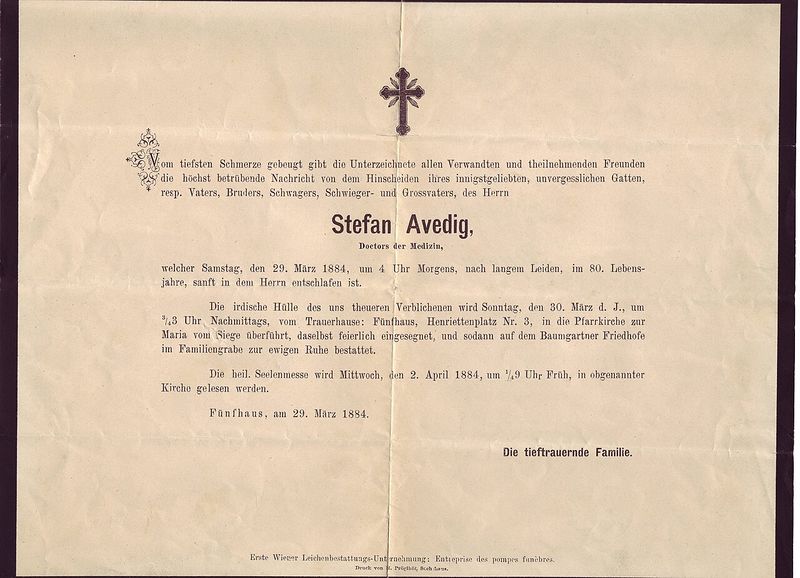 Vom tiefsten Schmerze gebeugt gibt die Unterzeichnete allen Verwandten und theilnehmenden Freunden
die höchst betrübende Nachricht von dem Hinscheiden ihres innigstgeliebten, unvergesslichen Gatten,
resp. Vaters, Bruders, Schwagers, Schwieger- und Grossvaters, des Herrn
Stefan Avedig,
Doctors der Medizin,
welcher Samstag, den 29. März 1884, um 4 Uhr Morgens, nach langem Leiden, im 80. Lebens-
jahre, sanft in dem Herrn entschlafen ist.
Die irdische Hülle des uns theueren Verblichenen wird Sonntag, den 30. März d. J., um
3/43 Uhr Nachmittags, vom Trauerhause: Fünfhaus, Henriettenplatz Nr. 3, in die Pfarrkirche zur
Maria vom Siege überführt, daselbst feierlich eingesegnet, und sodann auf dem Baumgartner Friedhofe
im Familiengrabe zur ewigen Ruhe bestattet.
Die heil. Seelenmesse wird Mittwoch, den 2. April 1884, um 1/49 Uhr Früh, in obgenannter
Kirche gelesen werden.
Fünfhaus, am 29. März 1884.
Die tieftrauernde Familie.
Erste Wiener Leichenbestattungs-Unternehmung: Entreprise des pompes funèbres.
Druck von